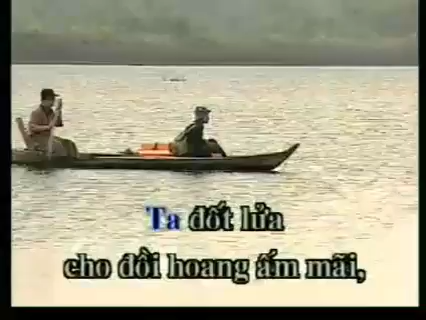 Ta đốt lửa
cho đồi hoang ấm mãi,